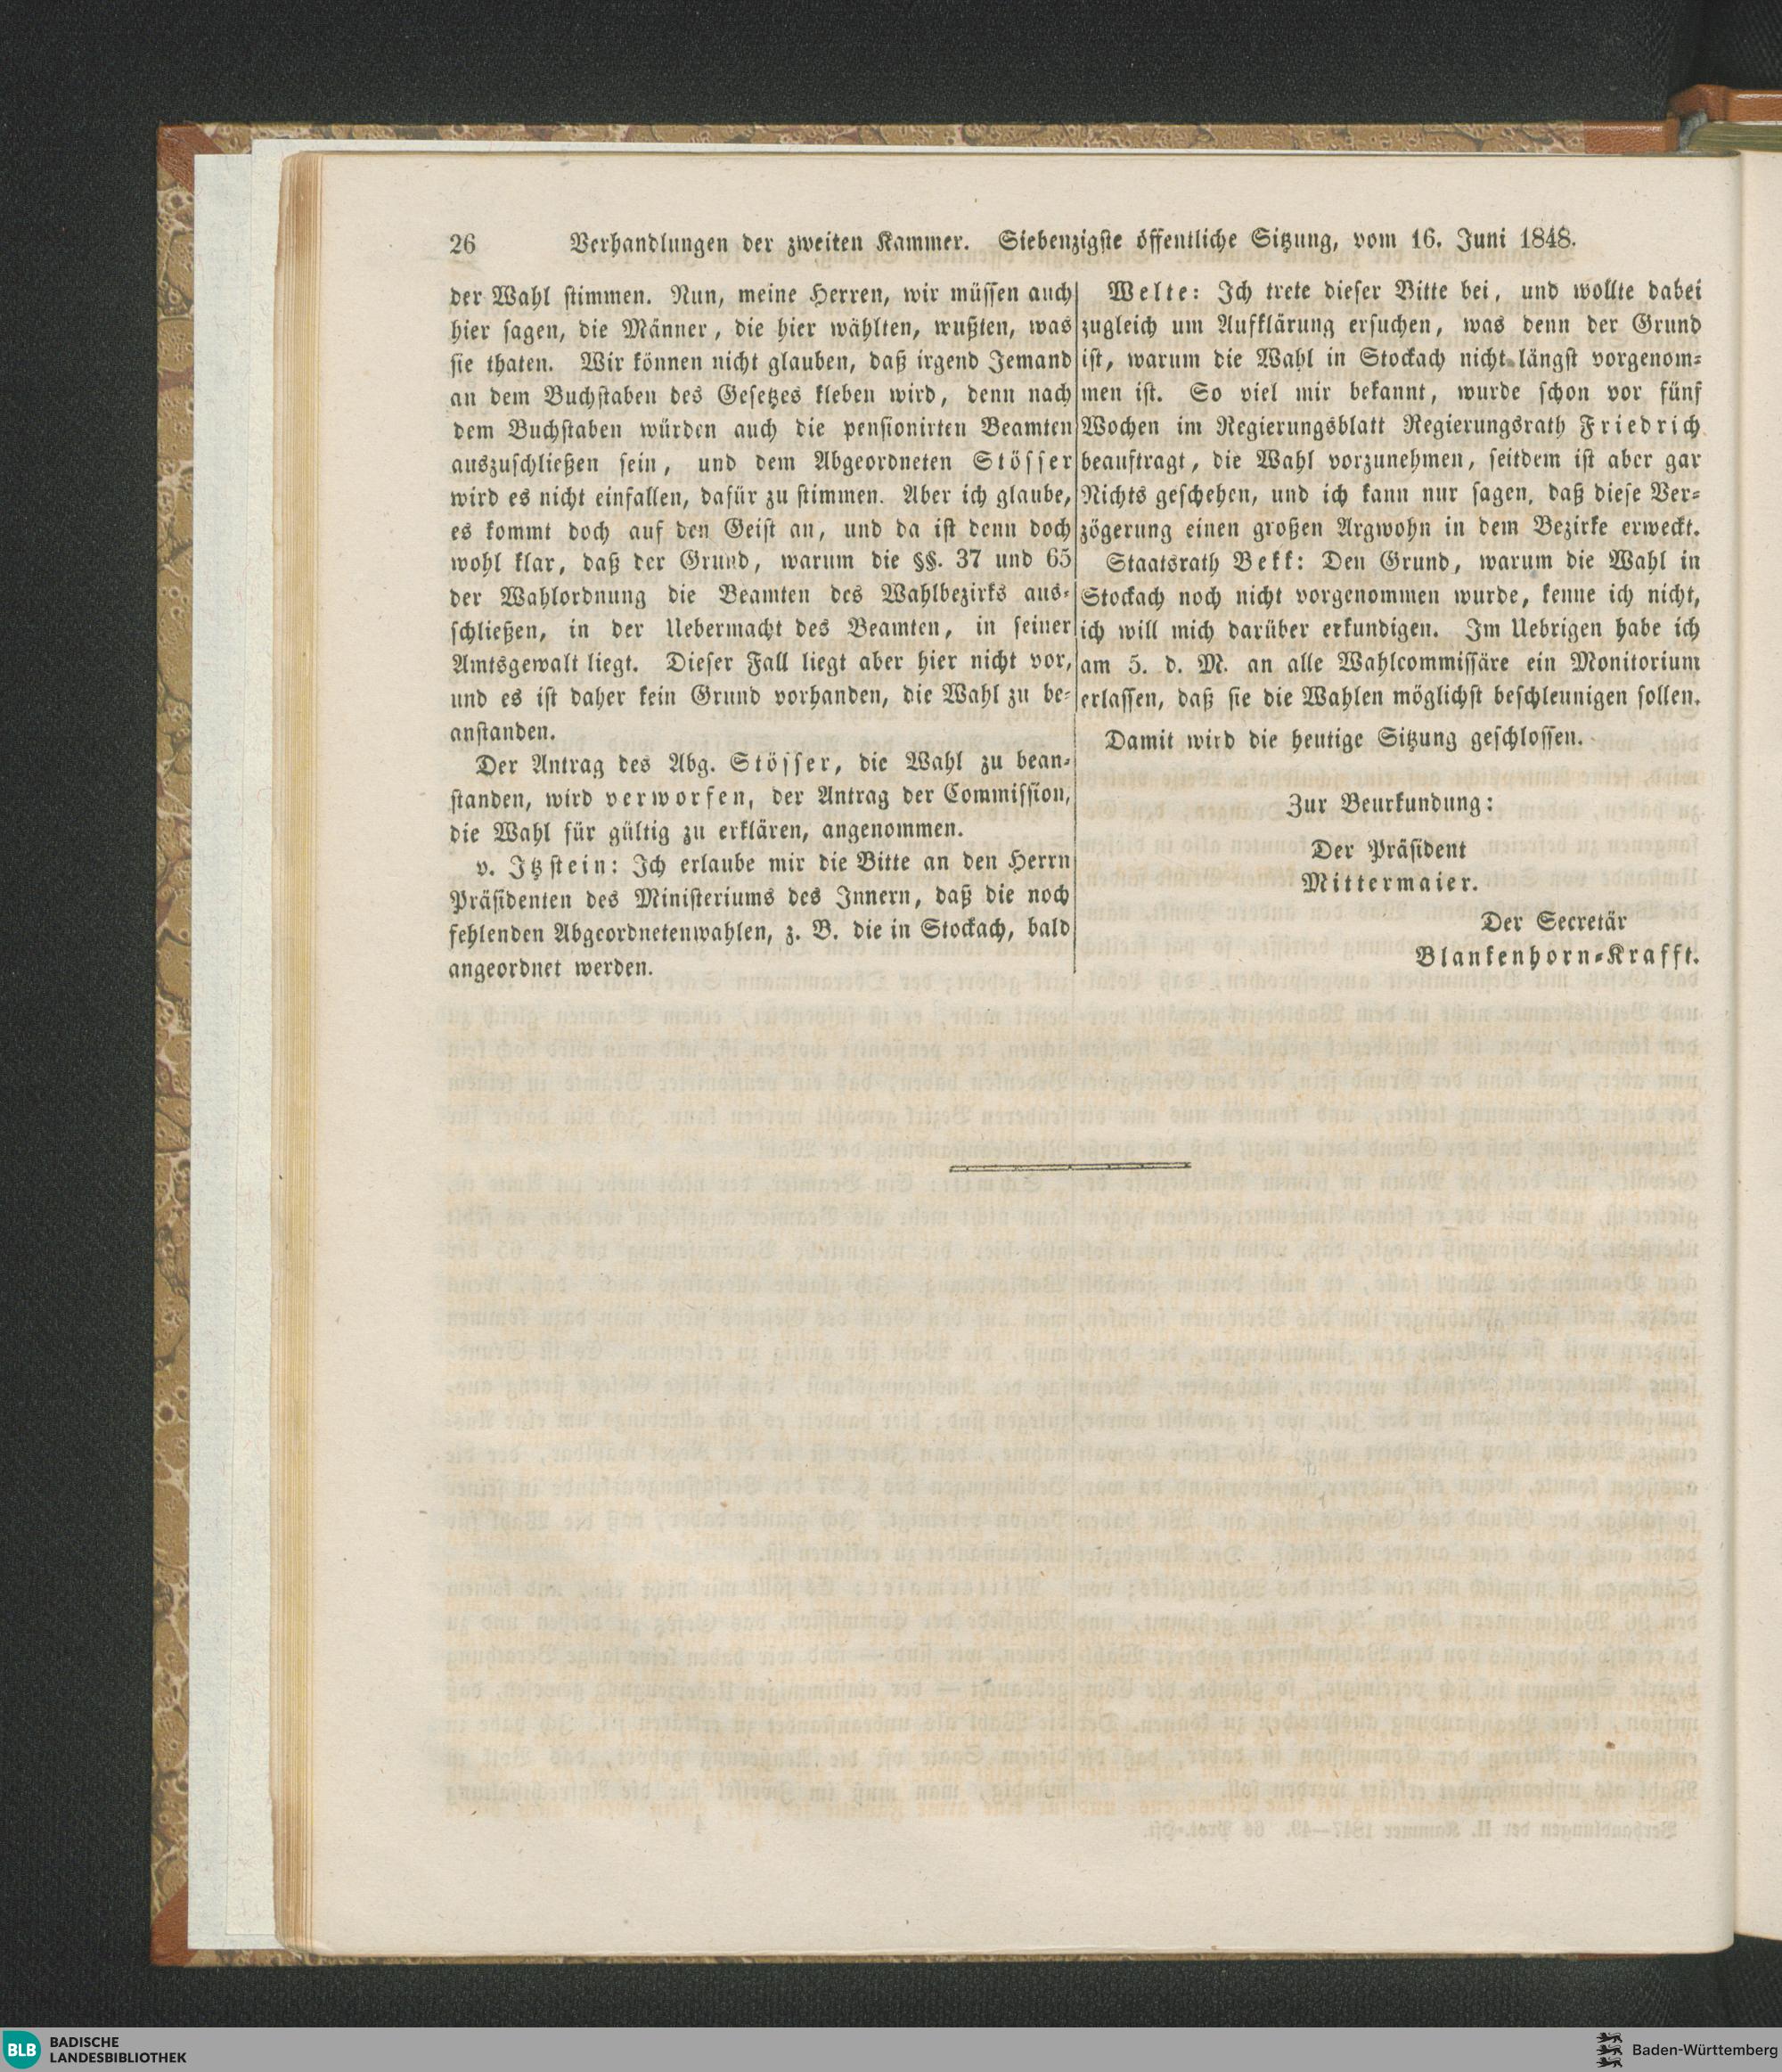 26 Verhandlungen der zweiten Kammer. Siebenzigste öffentliche Sitzung, vom 16. Juni 1848.
der Wahl stimmen. Nun, meine Herren, wir müssen auch
hier sagen, die Männer, die hier wählten, wußten, was
sie thaten. Wir können nicht glauben, daß irgend Jemand
an dem Buchstaben des Gesetzes kleben wird, denn nach
dem Buchstaben würden auch die pensionirten Beamten
auszuschließen sein, und dem Abgeordneten Stösser
wird es nicht einfallen, dafür zu stimmen. Aber ich glaube,
es kommt doch auf den Geist an, und da ist denn doch
wohl klar, daß der Grund, warum die §§. 37 und 65
der Wahlordnung die Beamten des Wahlbezirks aus-
schließen, in der Uebermacht des Beamten, in seiner
Amtsgewalt liegt. Dieser Fall liegt aber hier nicht vor,
und es ist daher kein Grund vorhanden, die Wahl zu be-
anstanden.
Der Antrag des Abg. Stösser, die Wahl zu bean-
standen, wird verworfen, der Antrag der Commission,
die Wahl für gültig zu erklären, angenommen.
v. Itzstein: Ich erlaube mir die Bitte an den Herrn
Präsidenten des Ministeriums des Innern, daß die noch
fehlenden Abgeordnetenwahlen, z. B. die in Stockach, bald
angeordnet werden.
Welte: Ich trete dieser Bitte bei, und wollte dabei
zugleich um Aufklärung ersuchen, was denn der Grund
ist, warum die Wahl in Stockach nicht längst vorgenom-
men ist. So viel mir bekannt, wurde schon vor fünf
Wochen im Regierungsblatt Regierungsrath Friedrich
beauftragt, die Wahl vorzunehmen, seitdem ist aber gar
Nichts geschehen, und ich kann nur sagen, daß diese Ver-
zögerung einen großen Argwohn in dem Bezirke erweckt.
Staatsrath Bekk: Den Grund, warum die Wahl in
Stockach noch nicht vorgenommen wurde, kenne ich nicht,
ich will mich darüber erkundigen. Im Uebrigen habe ich
am 5. d. M. an alle Wahlcommissäre ein Monitorium
erlassen, daß sie die Wahlen möglichst beschleunigen sollen.
Damit wird die heutige Sitzung geschlossen.
Zur Beurkundung:
Der Präsident
Mittermaier.
Der Secretär
Blankenhorn-Krafft.
BLB BADISCHE
LANDESBIBLIOTHEK
Baden-Württemberg